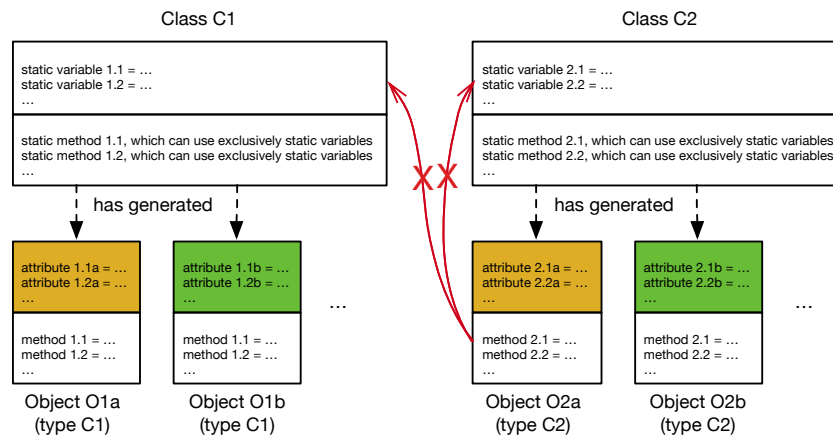 Class C1
static variable 1.1 = …
static variable 1.2 = …
…
static method 1.1, which can use exclusively static variables
static method 1.2, which can use exclusively static variables
…
has generated
attribute 1.1a = …
attribute 1.2a = …
…
method 1.1 = …
method 1.2 = …
…
Object O1a
(type C1)
attribute 1.1b = …
attribute 1.2b = …
…
method 1.1 = …
method 1.2 = …
…
Object O1b
(type C1)
…
X X
Class C2
static variable 2.1 = …
static variable 2.2 = …
…
static method 2.1, which can use exclusively static variables
static method 2.2, which can use exclusively static variables
…
has generated
attribute 2.1a = …
attribute 2.2a = …
…
method 2.1 = …
method 2.2 = …
…
Object O2a
(type C2)
attribute 2.1b = …
attribute 2.2b = …
…
method 2.1 = …
method 2.2 = …
…
Object O2b
(type C2)
…